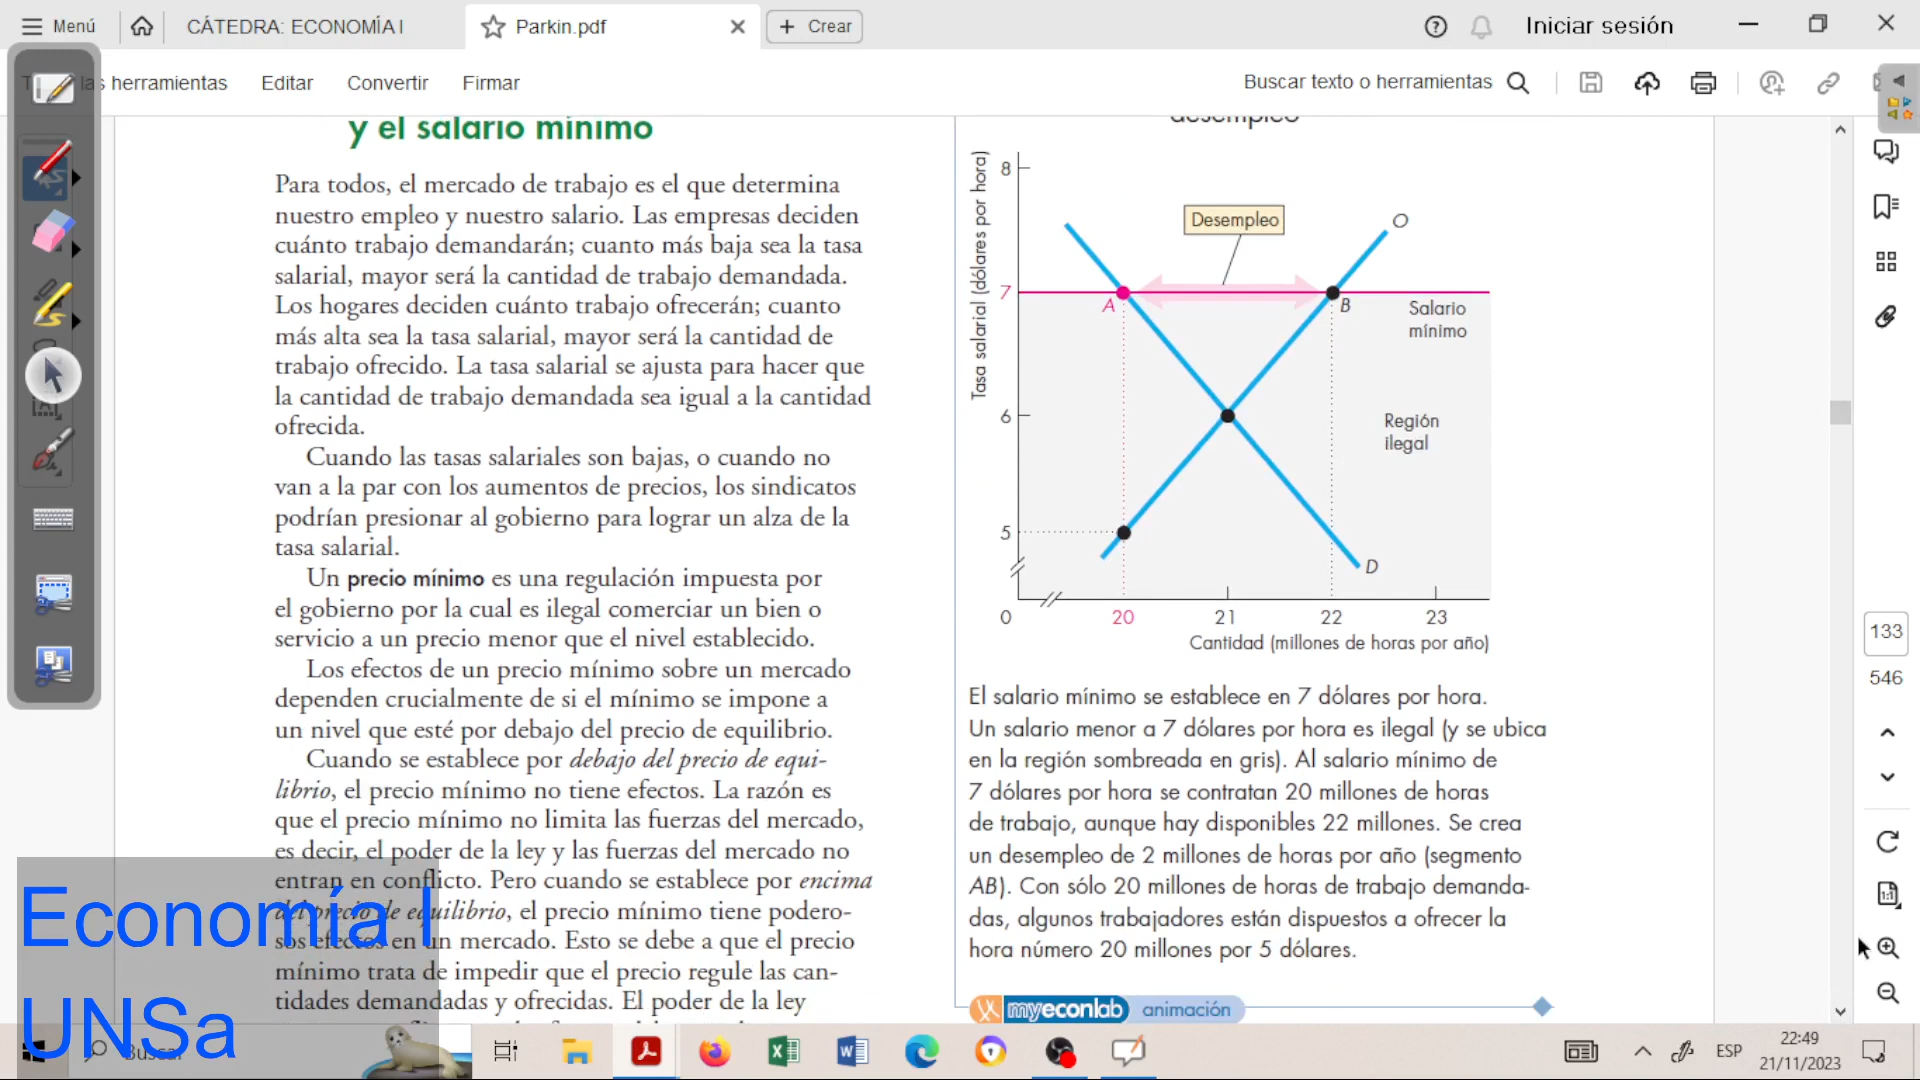 Menú
CÁTEDRA: ECONOMÍA I
Parkin.pdf
Crear
Iniciar sesión
las herramientas
Editar
Convertir
Firmar
Buscar texto o herramientas
y el salario mínimo
Para todos, el mercado de trabajo es el que determina
nuestro empleo y nuestro salario. Las empresas deciden
cuánto trabajo demandarán; cuanto más baja sea la tasa
salarial, mayor será la cantidad de trabajo demandada.
Los hogares deciden cuánto trabajo ofrecerán; cuanto
más alta sea la tasa salarial, mayor será la cantidad de
trabajo ofrecido. La tasa salarial se ajusta para hacer que
la cantidad de trabajo demandada sea igual a la cantidad
ofrecida.
Cuando las tasas salariales son bajas, o cuando no
van a la par con los aumentos de precios, los sindicatos
podrían presionar al gobierno para lograr un alza de la
tasa salarial.
Un precio mínimo es una regulación impuesta por
el gobierno por la cual es ilegal comerciar un bien o
servicio a un precio menor que el nivel establecido.
Los efectos de un precio mínimo sobre un mercado
dependen crucialmente de si el mínimo se impone a
un nivel que esté por debajo del precio de equilibrio.
Cuando se establece por debajo del precio de equi-
librio, el precio mínimo no tiene efectos. La razón es
que el precio mínimo no limita las fuerzas del mercado,
es decir, el poder de la ley y las fuerzas del mercado no
entran en conflicto. Pero cuando se establece por encima
del precio de equilibrio, el precio mínimo tiene podero-
sos efectos en un mercado. Esto se debe a que el precio
mínimo trata de impedir que el precio regule las can-
tidades demandadas y ofrecidas. El poder de la ley
desempleo
Tasa salarial (dólares por hora)
8
7
6
5
0
20
21
22
23
Cantidad (millones de horas por año)
Desempleo
O
A
B
Salario
mínimo
Región
ilegal
D
El salario mínimo se establece en 7 dólares por hora.
Un salario menor a 7 dólares por hora es ilegal (y se ubica
en la región sombreada en gris). Al salario mínimo de
7 dólares por hora se contratan 20 millones de horas
de trabajo, aunque hay disponibles 22 millones. Se crea
un desempleo de 2 millones de horas por año (segmento
AB). Con sólo 20 millones de horas de trabajo demanda-
das, algunos trabajadores están dispuestos a ofrecer la
hora número 20 millones por 5 dólares.
myeconlab animación
133
546
Economía I
UNSa
Buscar
ESP
22:49
21/11/2023